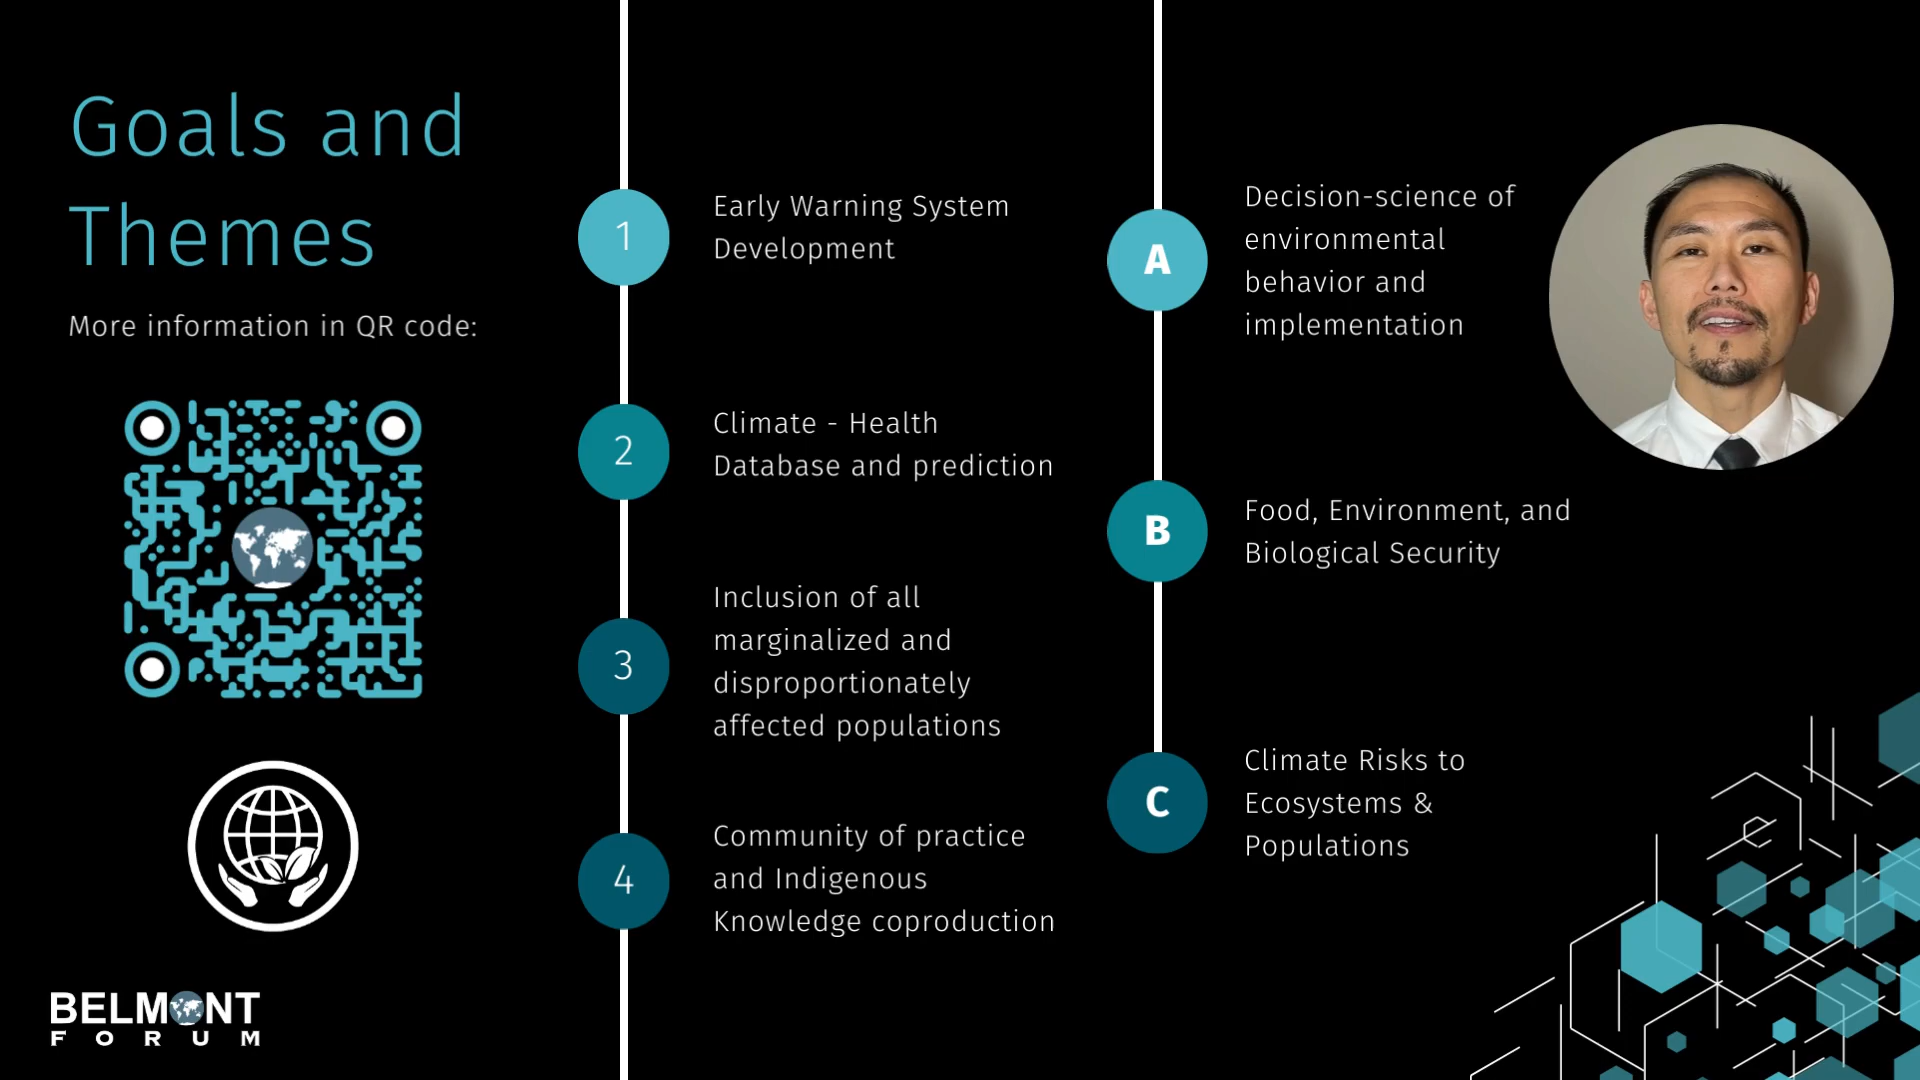 Goals and
Themes
More information in QR code:
BELMONT
FORUM
1
Early Warning System
Development
2
Climate - Health
Database and prediction
3
Inclusion of all
marginalized and
disproportionately
affected populations
4
Community of practice
and Indigenous
Knowledge coproduction
A
Decision-science of
environmental
behavior and
implementation
B
Food, Environment, and
Biological Security
C
Climate Risks to
Ecosystems &
Populations